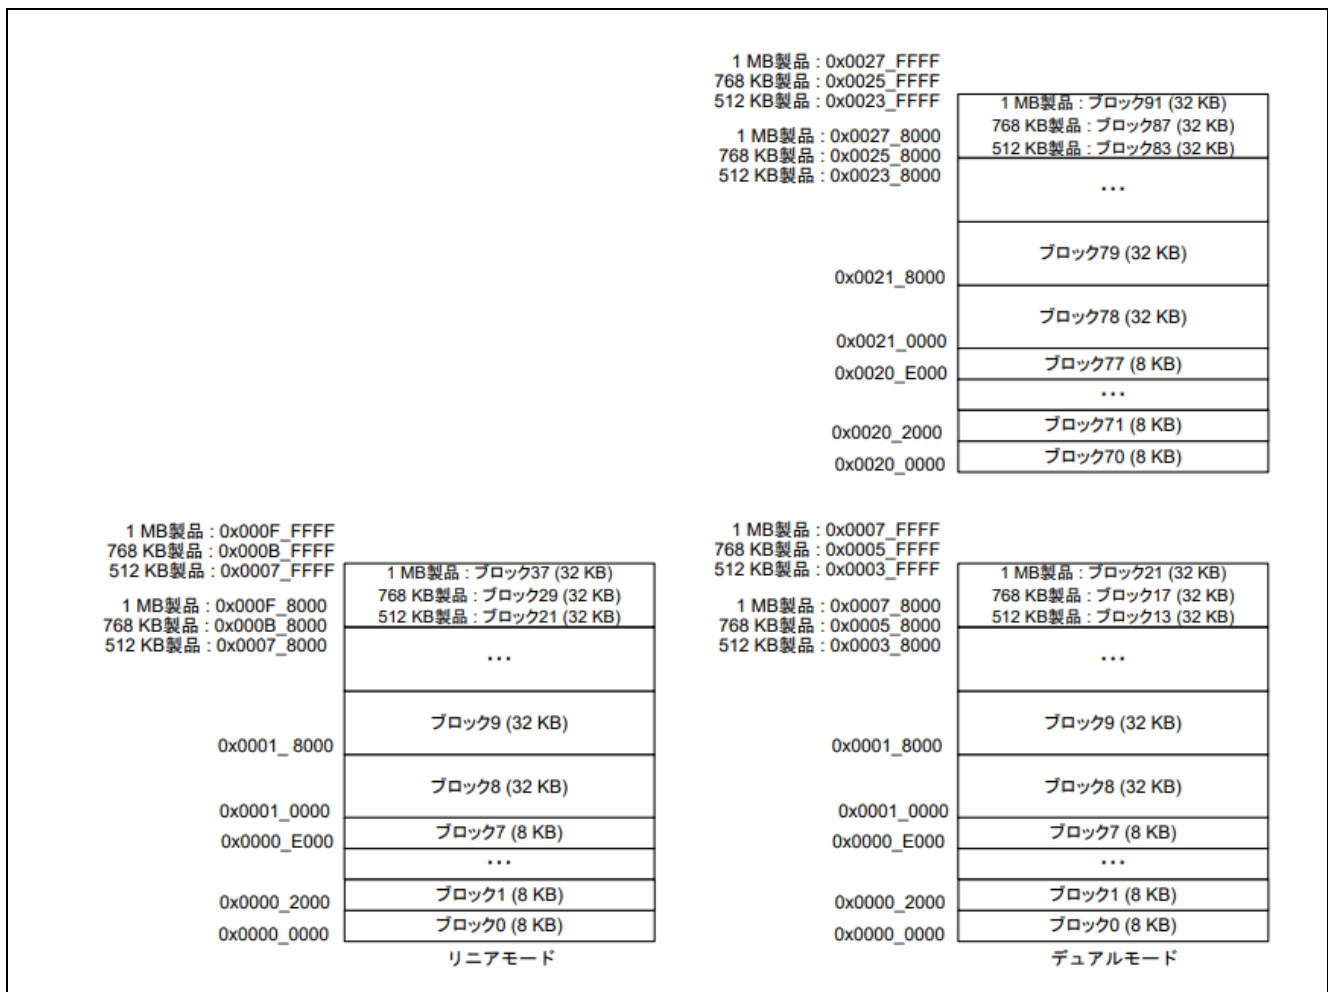 1 MB製品 : 0x0027_FFFF
768 KB製品 : 0x0025_FFFF
512 KB製品 : 0x0023_FFFF
1 MB製品 : ブロック91 (32 KB)
768 KB製品 : ブロック87 (32 KB)
512 KB製品 : ブロック83 (32 KB)
1 MB製品 : 0x0027_8000
768 KB製品 : 0x0025_8000
512 KB製品 : 0x0023_8000
...
ブロック79 (32 KB)
0x0021_8000
ブロック78 (32 KB)
0x0021_0000
ブロック77 (8 KB)
0x0020_E000
...
ブロック71 (8 KB)
0x0020_2000
ブロック70 (8 KB)
0x0020_0000
1 MB製品 : 0x000F_FFFF
768 KB製品 : 0x000B_FFFF
512 KB製品 : 0x0007_FFFF
1 MB製品 : ブロック37 (32 KB)
768 KB製品 : ブロック29 (32 KB)
512 KB製品 : ブロック21 (32 KB)
1 MB製品 : 0x000F_8000
768 KB製品 : 0x000B_8000
512 KB製品 : 0x0007_8000
...
ブロック9 (32 KB)
0x0001_ 8000
ブロック8 (32 KB)
0x0001_0000
ブロック7 (8 KB)
0x0000_E000
...
ブロック1 (8 KB)
0x0000_2000
ブロック0 (8 KB)
0x0000_0000
リニアモード
1 MB製品 : 0x0007_FFFF
768 KB製品 : 0x0005_FFFF
512 KB製品 : 0x0003_FFFF
1 MB製品 : ブロック21 (32 KB)
768 KB製品 : ブロック17 (32 KB)
512 KB製品 : ブロック13 (32 KB)
1 MB製品 : 0x0007_8000
768 KB製品 : 0x0005_8000
512 KB製品 : 0x0003_8000
...
ブロック9 (32 KB)
0x0001_8000
ブロック8 (32 KB)
0x0001_0000
ブロック7 (8 KB)
0x0000_E000
...
ブロック1 (8 KB)
0x0000_2000
ブロック0 (8 KB)
0x0000_0000
デュアルモード